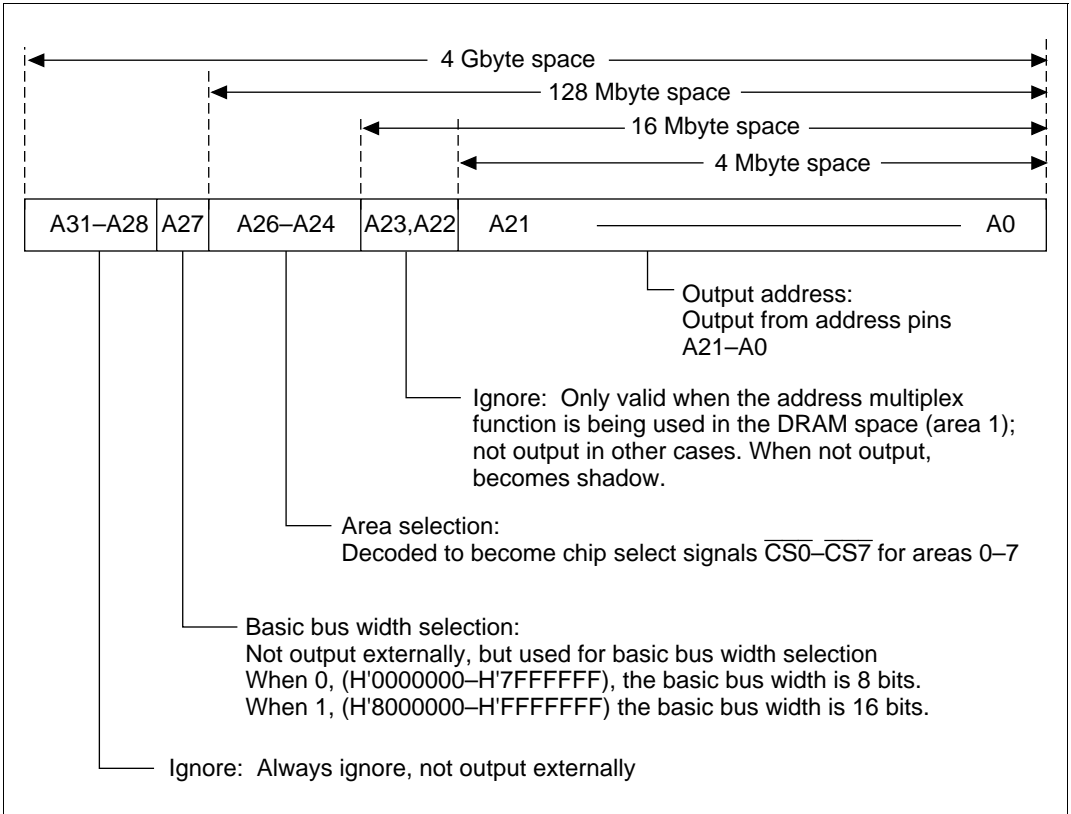 4 Gbyte space
128 Mbyte space
16 Mbyte space
4 Mbyte space
A31–A28 A27 A26–A24 A23,A22 A21 A0
Output address:
Output from address pins
A21–A0
Ignore: Only valid when the address multiplex
function is being used in the DRAM space (area 1);
not output in other cases. When not output,
becomes shadow.
Area selection:
Decoded to become chip select signals C̅S̅0̅–C̅S̅7̅ for areas 0–7
Basic bus width selection:
Not output externally, but used for basic bus width selection
When 0, (H'0000000–H'7FFFFFF), the basic bus width is 8 bits.
When 1, (H'8000000–H'FFFFFFF) the basic bus width is 16 bits.
Ignore: Always ignore, not output externally